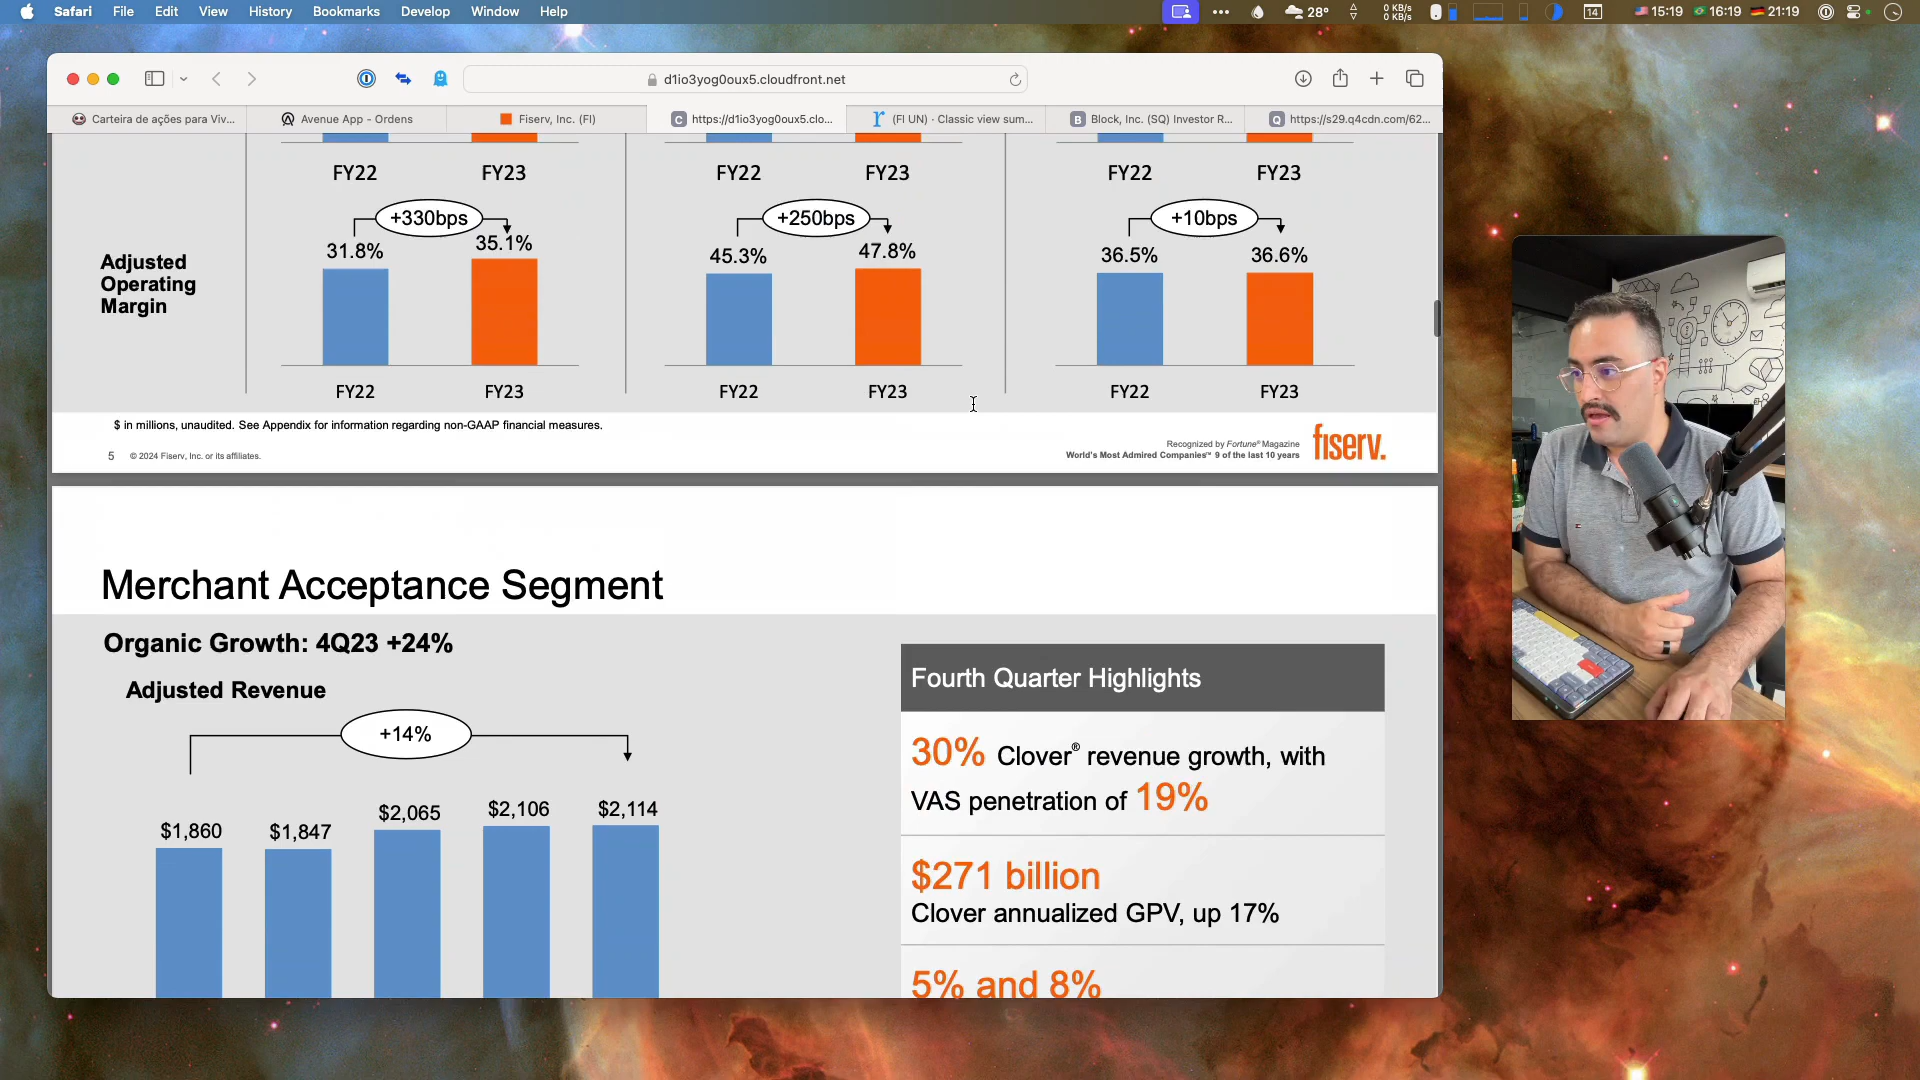 Safari File Edit View History Bookmarks Develop Window Help
28° 0 KB/s 0 KB/s 14 15:19 16:19 21:19
d1io3yog0oux5.cloudfront.net
Carteira de ações para Viv... Avenue App - Ordens Fiserv, Inc. (FI) C https://d1io3yog0oux5.clo... r (FI UN) · Classic view sum... B Block, Inc. (SQ) Investor R... Q https://s29.q4cdn.com/62...
FY22 FY23 FY22 FY23 FY22 FY23
+330bps +250bps +10bps
31.8% 35.1% 45.3% 47.8% 36.5% 36.6%
Adjusted
Operating
Margin
FY22 FY23 FY22 FY23 FY22 FY23
$ in millions, unaudited. See Appendix for information regarding non-GAAP financial measures.
5 © 2024 Fiserv, Inc. or its affiliates.
Recognized by Fortune® Magazine
World's Most Admired Companies™ 9 of the last 10 years
fiserv.
Merchant Acceptance Segment
Organic Growth: 4Q23 +24%
Adjusted Revenue
+14%
$1,860 $1,847 $2,065 $2,106 $2,114
Fourth Quarter Highlights
30% Clover® revenue growth, with
VAS penetration of 19%
$271 billion
Clover annualized GPV, up 17%
5% and 8%